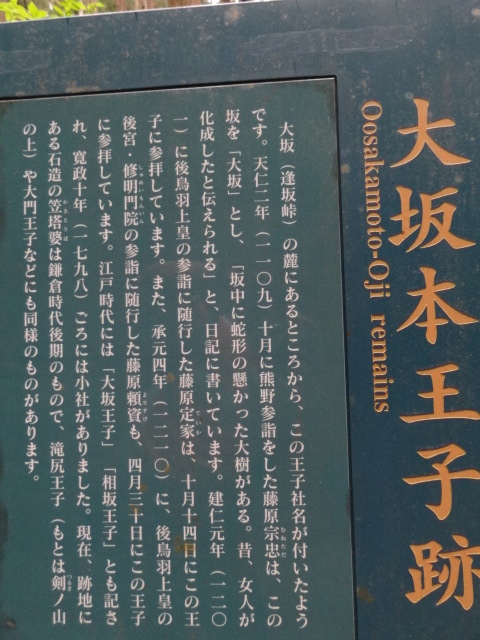 大坂本王子跡
Oosakamoto-Oji remains
大坂（逢坂峠）の麓にあるところから、この王子社名が付いたよう
です。天仁二年（一一〇九）十月に熊野参詣をした藤原宗忠は、この
坂を「大坂」とし、「坂中に蛇形の懸かった大樹がある。昔、女人が
化成したと伝えられる」と、日記に書いています。建仁元年（一二〇
一）に後鳥羽上皇の参詣に随行した藤原定家は、十月十四日にこの王
子に参拝しています。また、承元四年（一二一〇）に、後鳥羽上皇の
後宮・修明門院の参詣に随行した藤原頼資も、四月三十日にこの王子
に参拝しています。江戸時代には「大坂王子」「相坂王子」とも記さ
れ、寛政十年（一七九八）ごろには小社がありました。現在、跡地に
ある石造の笠塔婆は鎌倉時代後期のもので、滝尻王子（もとは剣ノ山
の上）や大門王子などにも同様のものがあります。